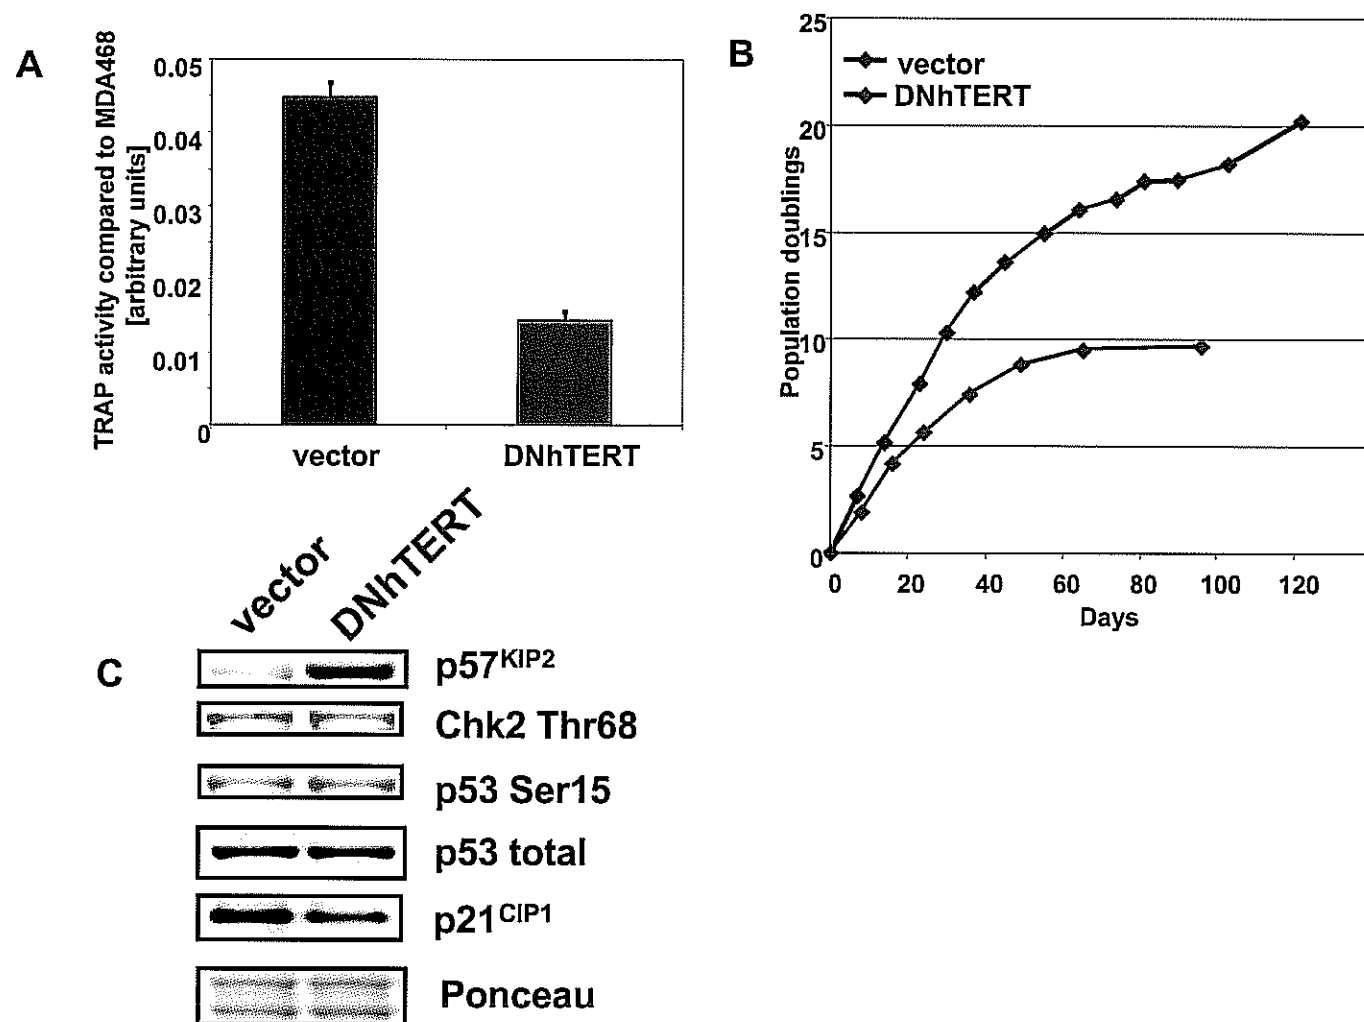 A
TRAP activity compared to MDA468
[arbitrary units]
0.05
0.04
0.03
0.02
0.01
0
vector
DNhTERT
B
Population doublings
25
20
15
10
5
0
vector
DNhTERT
0
20
40
60
80
100
120
Days
C
vector
DNhTERT
p57KIP2
Chk2 Thr68
p53 Ser15
p53 total
p21CIP1
Ponceau